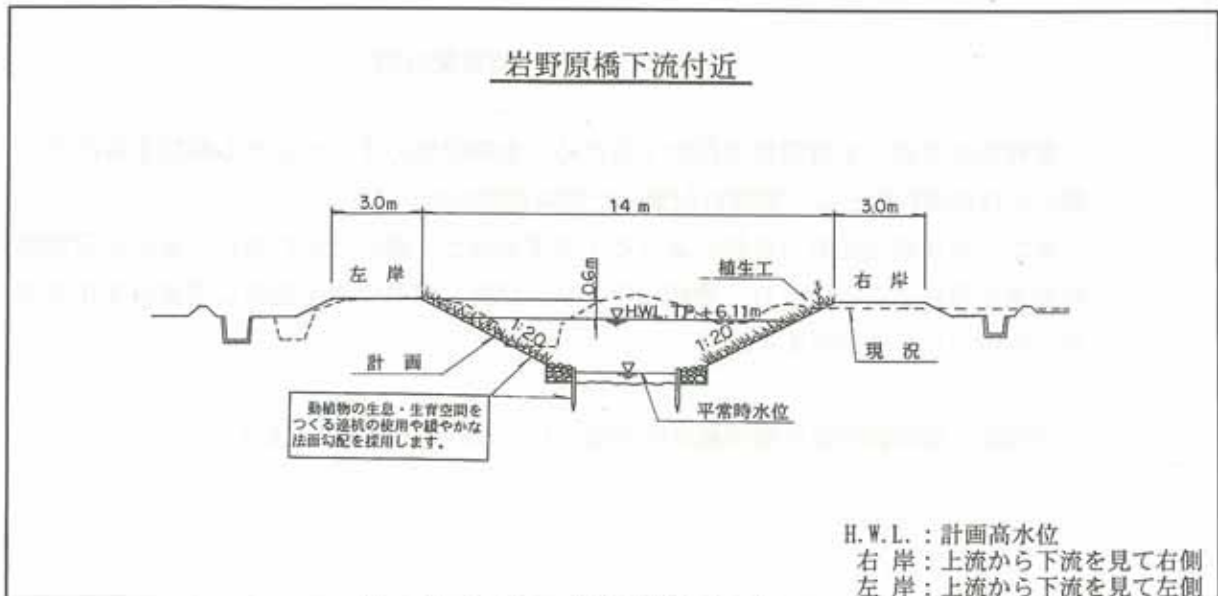 岩野原橋下流付近
3.0m
14 m
3.0m
左 岸
0.6m
植生工
右 岸
H.W.L. T.P.+6.11m
1:2.0
1:2.0
計 画
現 況
平常時水位
動植物の生息・生育空間を
つくる
杭の使用や緩やかな
法面勾配を採用します。
H.W.L.：計画高水位
右 岸：上流から下流を見て右側
左 岸：上流から下流を見て左側